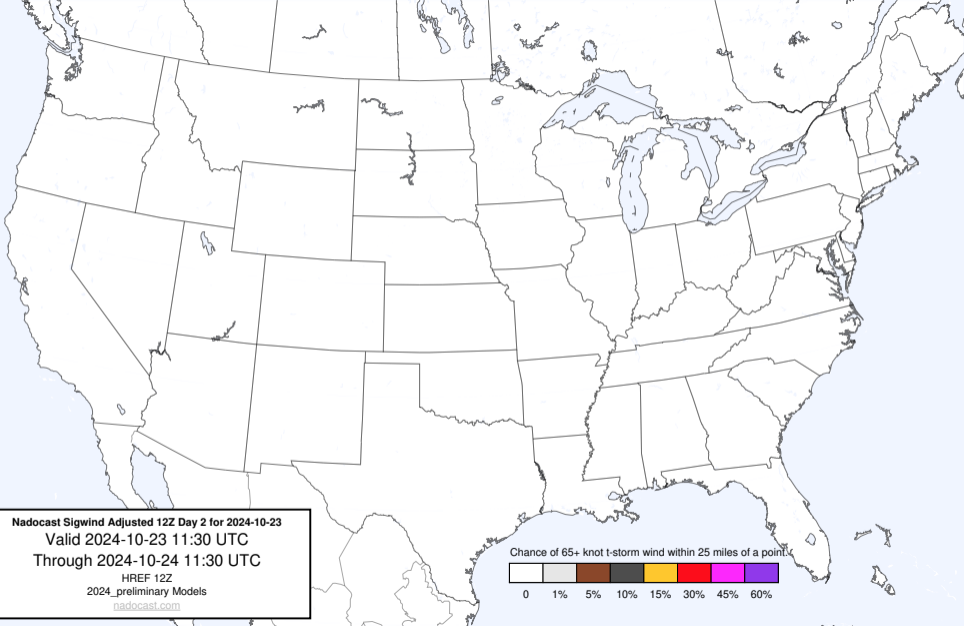 Nadocast Sigwind Adjusted 12Z Day 2 for 2024-10-23
Valid 2024-10-23 11:30 UTC
Through 2024-10-24 11:30 UTC
HREF 12Z
2024_preliminary Models
nadocast.com
Chance of 65+ knot t-storm wind within 25 miles of a point.
0 1% 5% 10% 15% 30% 45% 60%